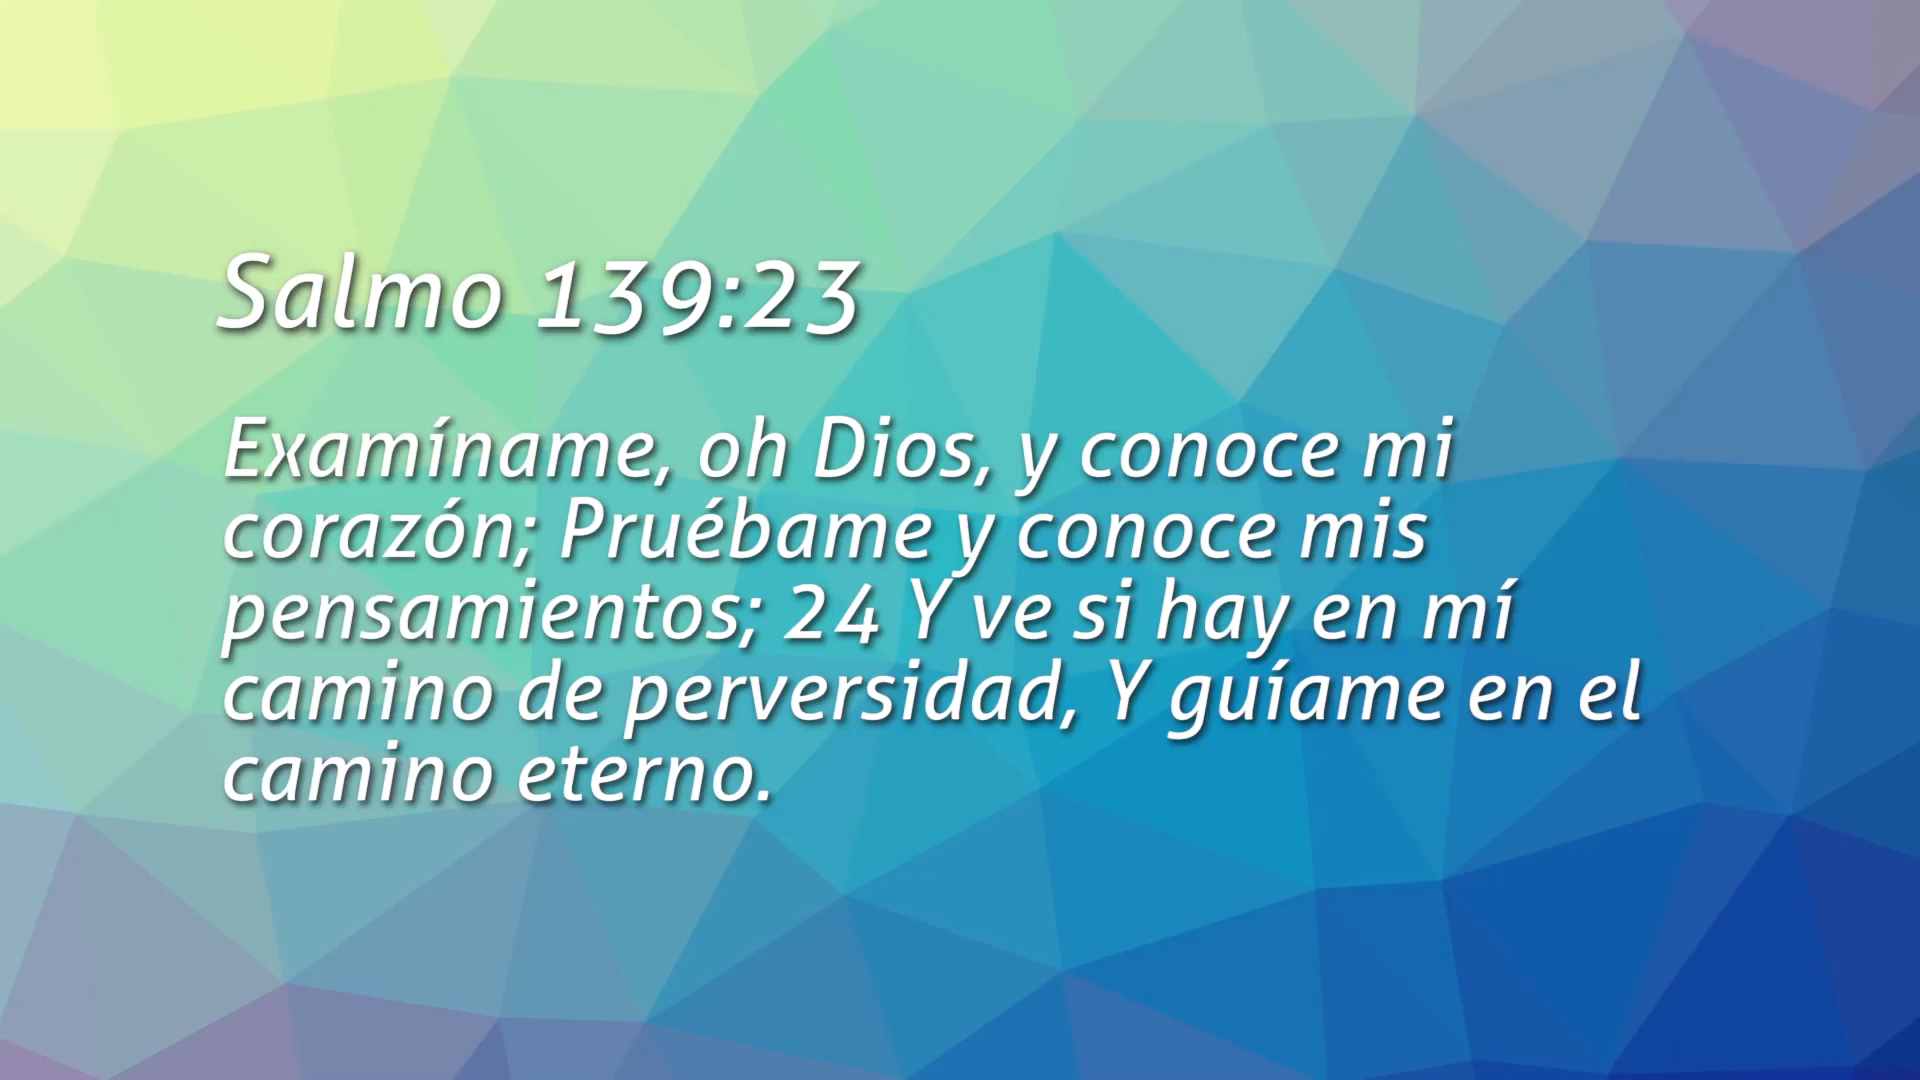 Salmo 139:23
Examíname, oh Dios, y conoce mi
corazón; Pruébame y conoce mis
pensamientos; 24 Y ve si hay en mí
camino de perversidad, Y guíame en el
camino eterno.